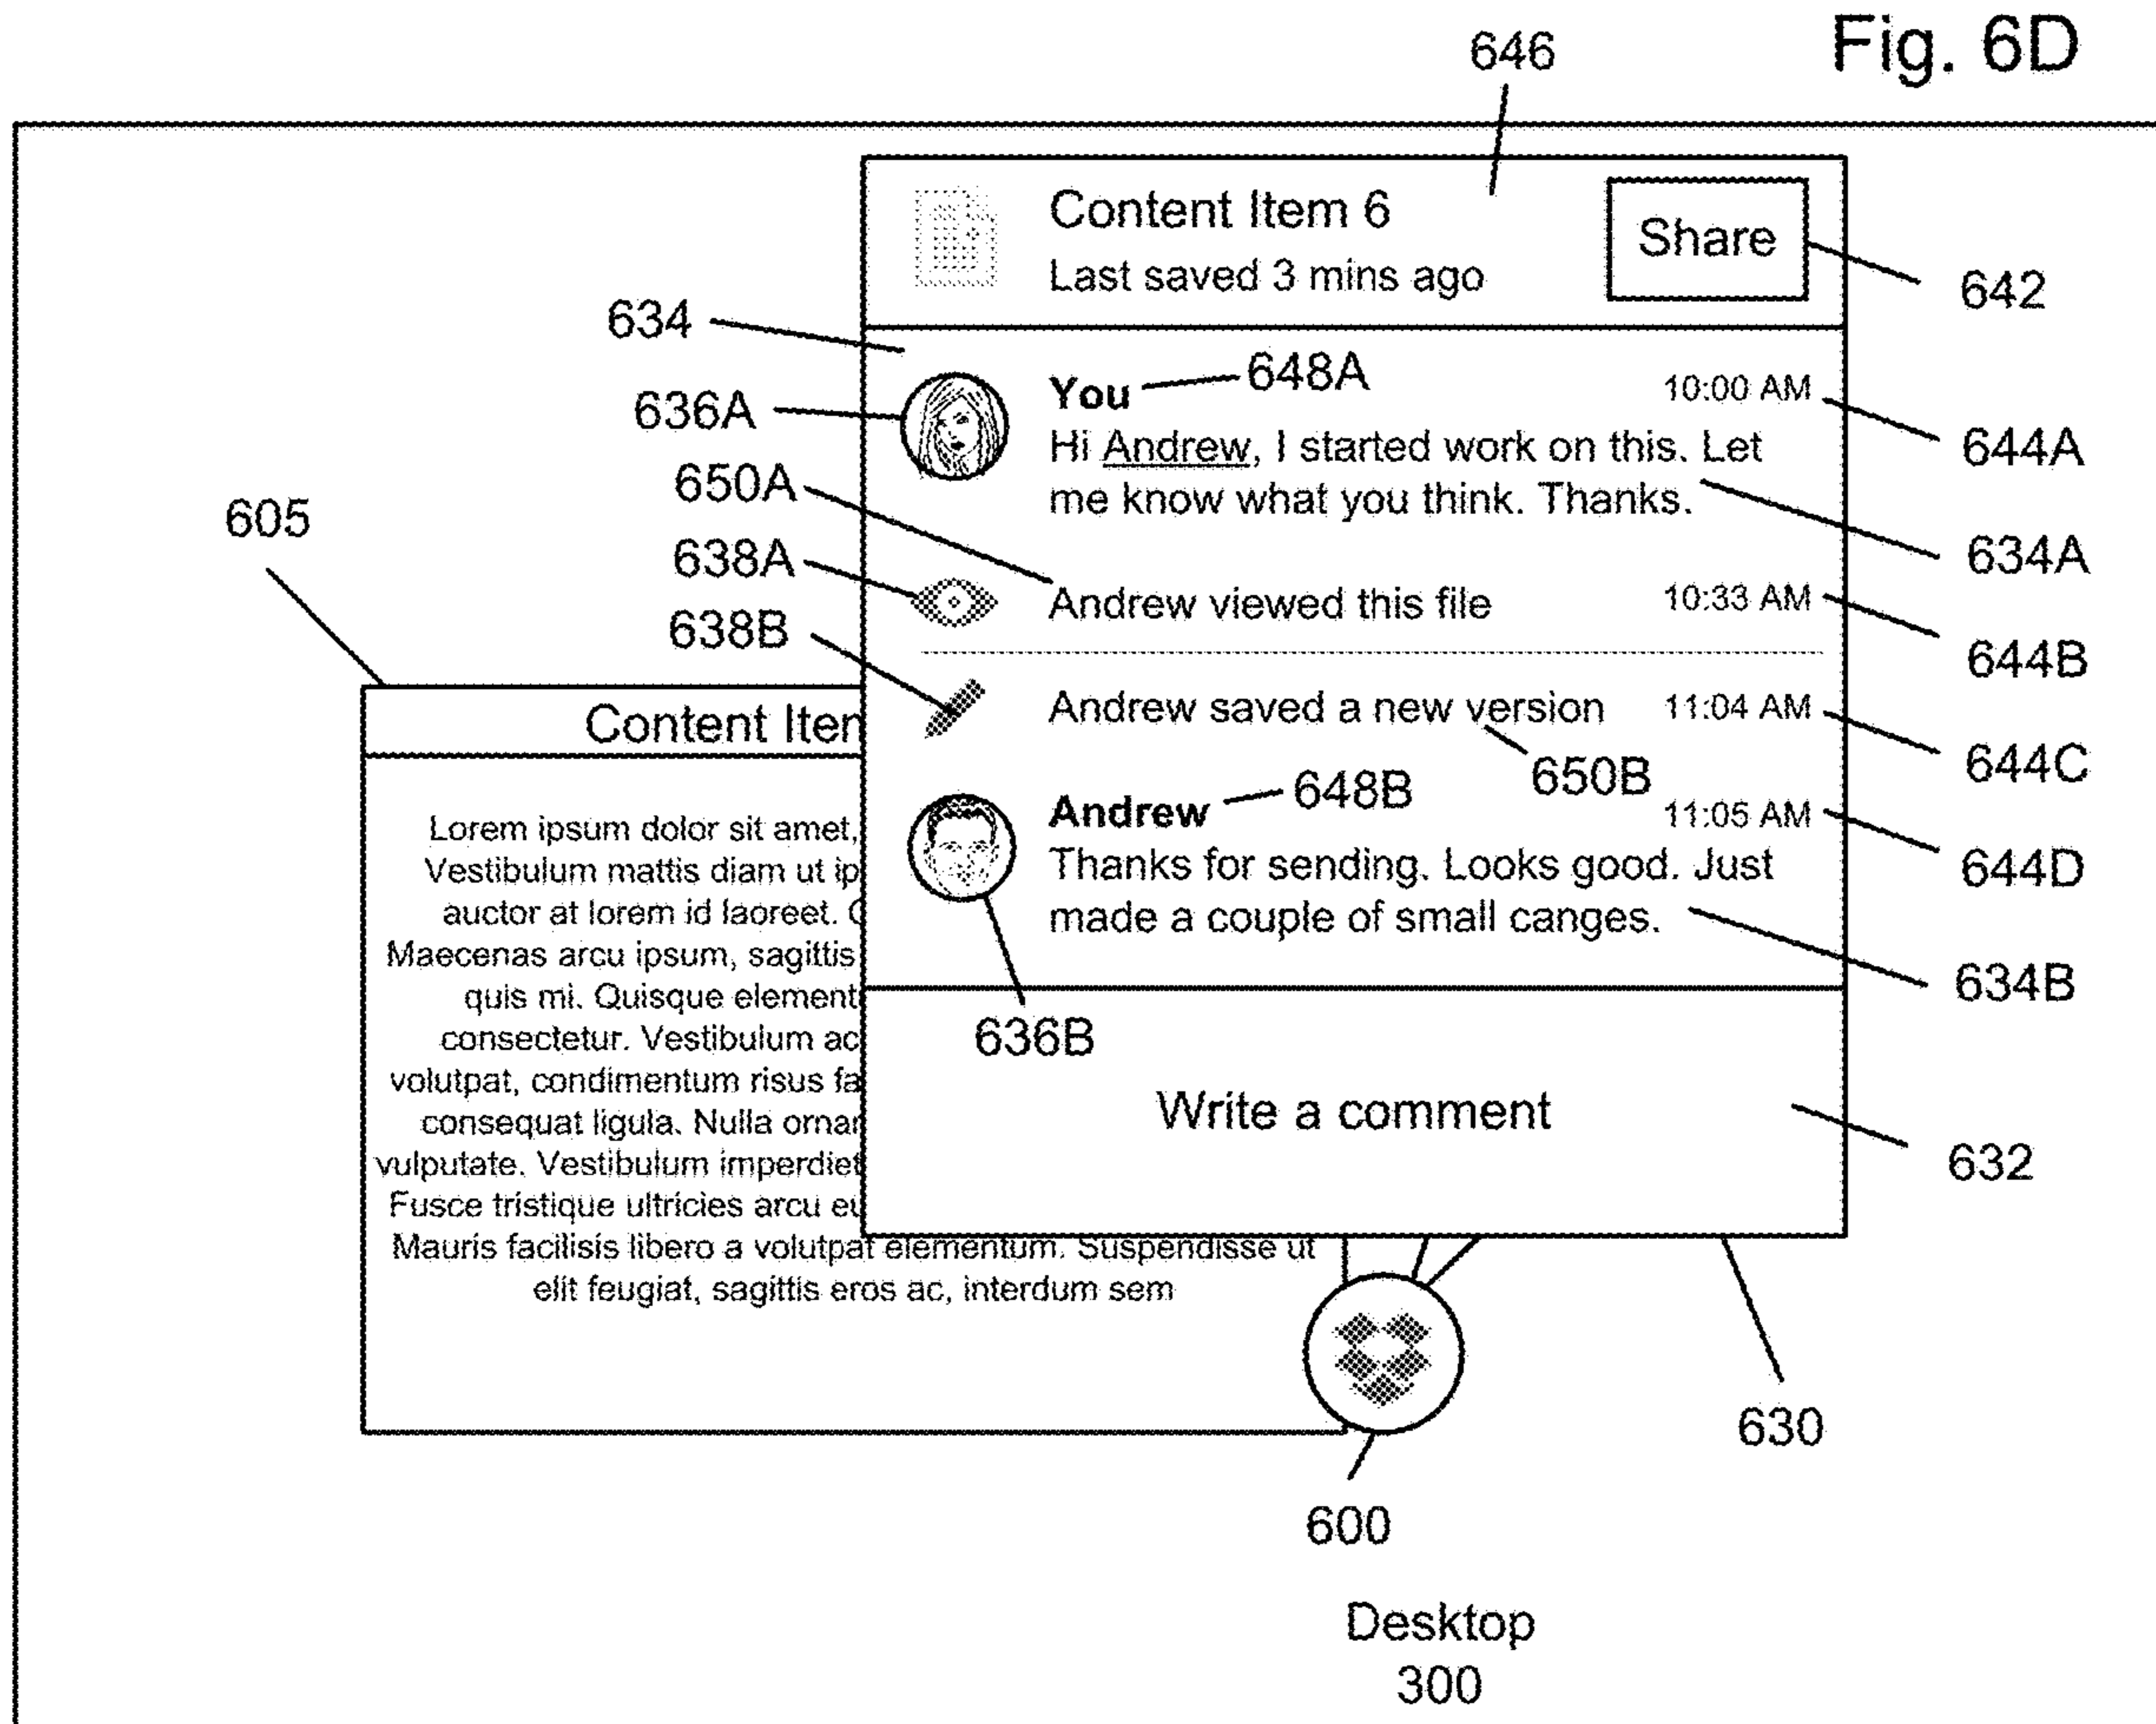 Fig. 6D
646
Content Item 6
Share
Last saved 3 mins ago
642
634
You
648A
10:00 AM
636A
644A
Hi Andrew, I started work on this. Let
me know what you think. Thanks.
650A
634A
605
638A
Andrew viewed this file
10:33 AM
638B
644B
Andrew saved a new version
11:04 AM
Content Iten
644C
650B
Andrew
648B
11:05 AM
Thanks for sending. Looks good. Just
made a couple of small canges.
644D
634B
636B
Lorem ipsum dolor sit amet,
Vestibulum mattis diam ut ip
auctor at lorem id laoreet.
Maecenas arcu ipsum, sagittis
quis mi. Quisque element
consectetur. Vestibulum ac
volutpat, condimentum risus fa
consequat ligula. Nulla ornar
vulputate. Vestibulum imperdiet
Fusce tristique ultricies arcu eu
Mauris facilisis libero a volutpat elementum. Suspendisse ut
elit feugiat, sagittis eros ac, interdum sem
Write a comment
632
630
600
Desktop
300